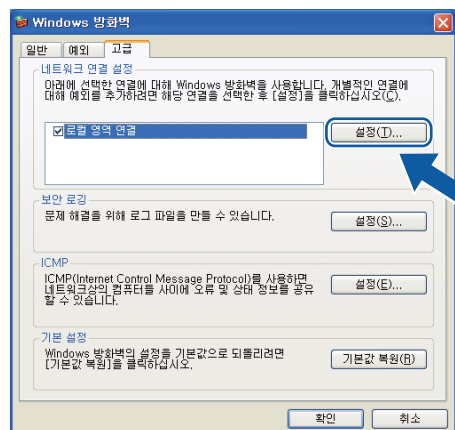 Windows 방화벽
일반 예외 고급
네트워크 연결 설정
아래에 선택한 연결에 대해 Windows 방화벽을 사용합니다. 개별적인 연결에
대해 예외를 추가하려면 해당 연결을 선택한 후 [설정]을 클릭하십시오(C).
로컬 영역 연결
설정(T)...
보안 로깅
문제 해결을 위해 로그 파일을 만들 수 있습니다.
설정(S)...
ICMP
ICMP(Internet Control Message Protocol)를 사용하면
네트워크상의 컴퓨터들 사이에 오류 및 상태 정보를 공유
할 수 있습니다.
설정(E)...
기본 설정
Windows 방화벽의 설정을 기본값으로 되돌리려면
[기본값 복원]을 클릭하십시오.
기본값 복원(R)
확인 취소